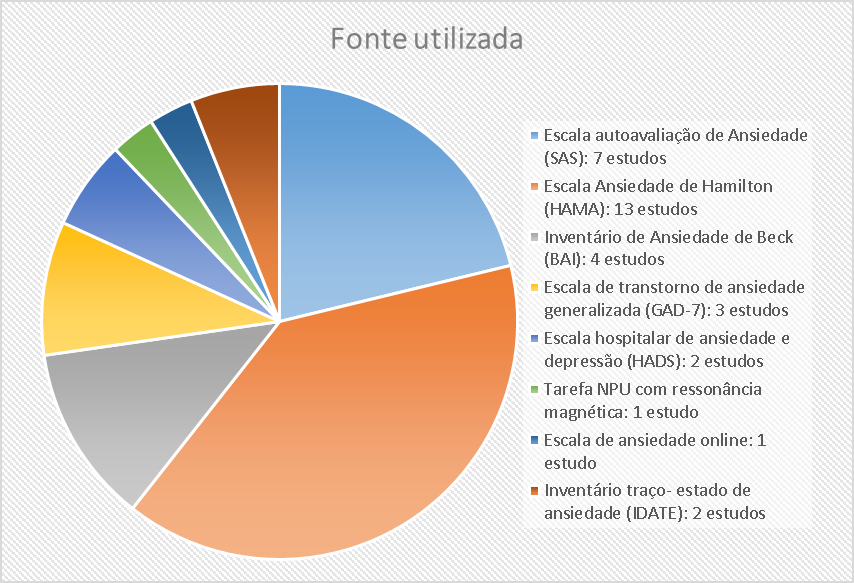 Fonte utilizada
Escala autoavaliação de Ansiedade
(SAS): 7 estudos
Escala Ansiedade de Hamilton
(HAMA): 13 estudos
Inventário de Ansiedade de Beck
(BAI): 4 estudos
Escala de transtorno de ansiedade
generalizada (GAD-7): 3 estudos
Escala hospitalar de ansiedade e
depressão (HADS): 2 estudos
Tarefa NPU com ressonância
magnética: 1 estudo
Escala de ansiedade online: 1
estudo
Inventário traço- estado de
ansiedade (IDATE): 2 estudos